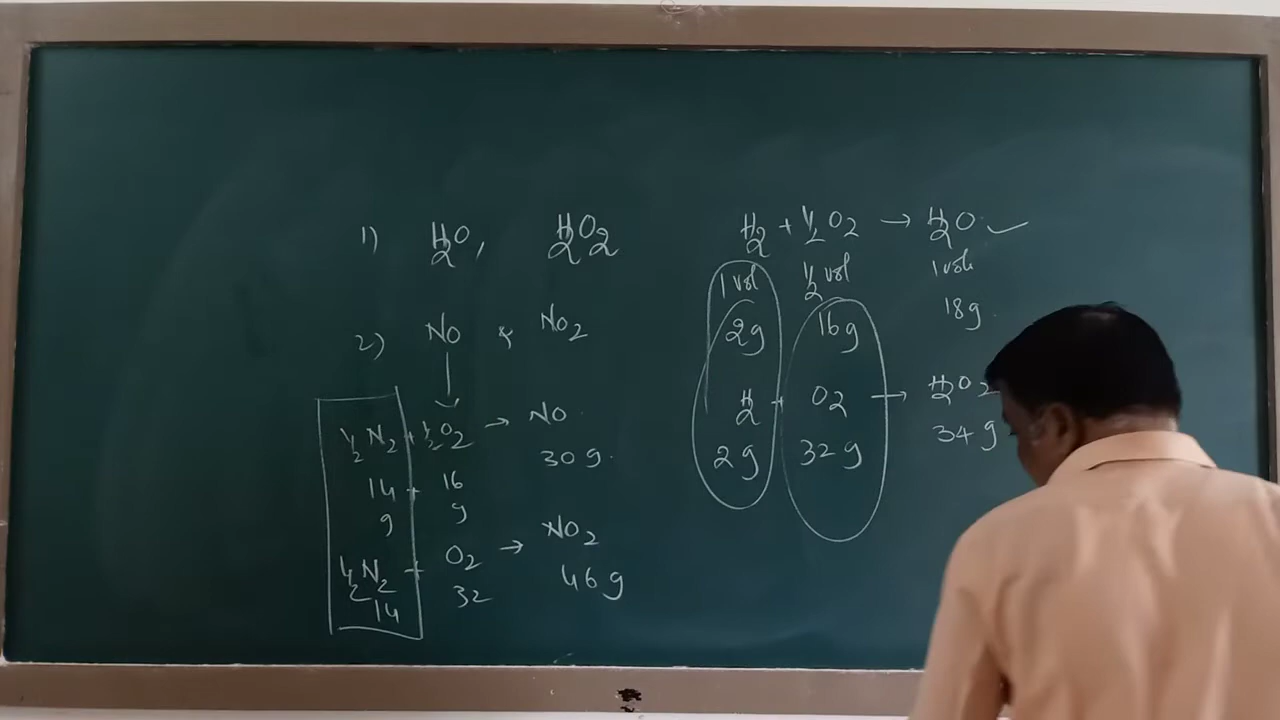 1) H₂O, H₂O₂
2) NO & NO₂
½N₂ + ½O₂ → NO
30 g.
14 + 16
g g
½N₂ + O₂ → NO₂
14 32 46 g
H₂ + ½O₂ → H₂O ✓
1 vol ½ vol 1 vol
2g 16g 18g.
H₂ + O₂ → H₂O₂
2g 32g 34g